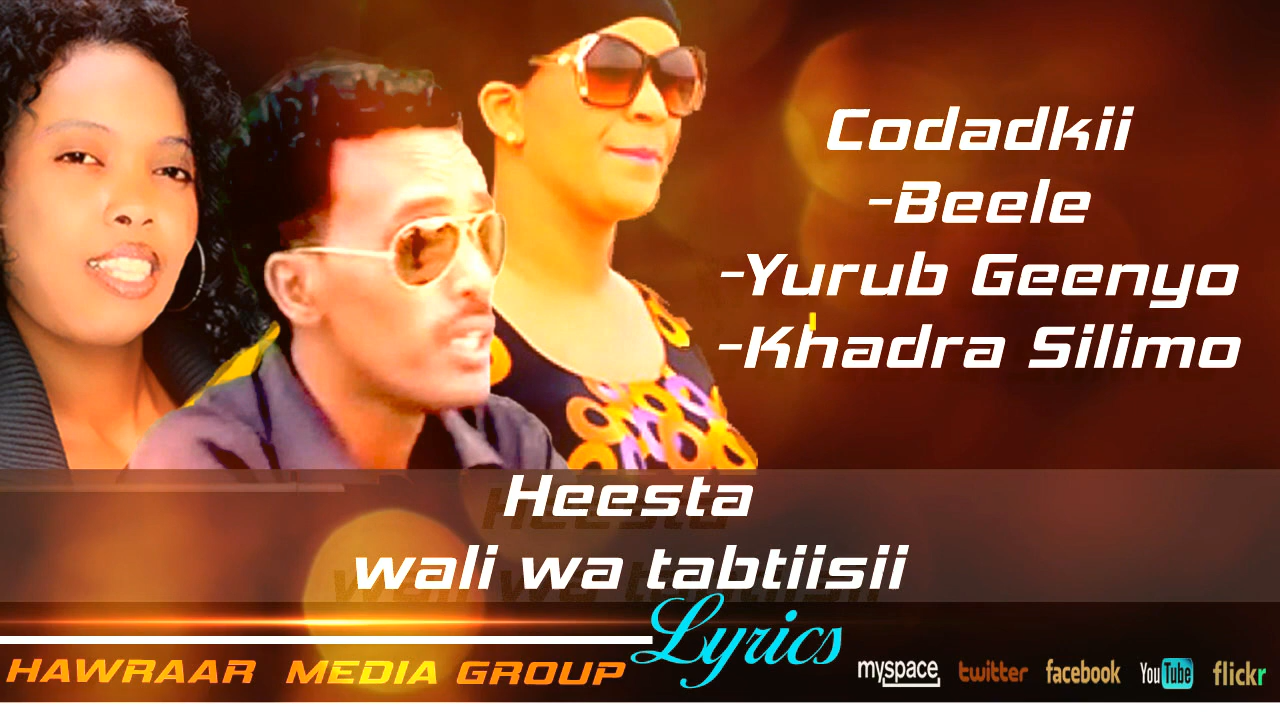 Codadkii
-Beele
-Yurub Geenyo
-Khadra Silimo
Heesta
wali wa tabtiisii
Lyrics
HAWRAAR MEDIA GROUP
myspace twitter facebook YouTube flickr